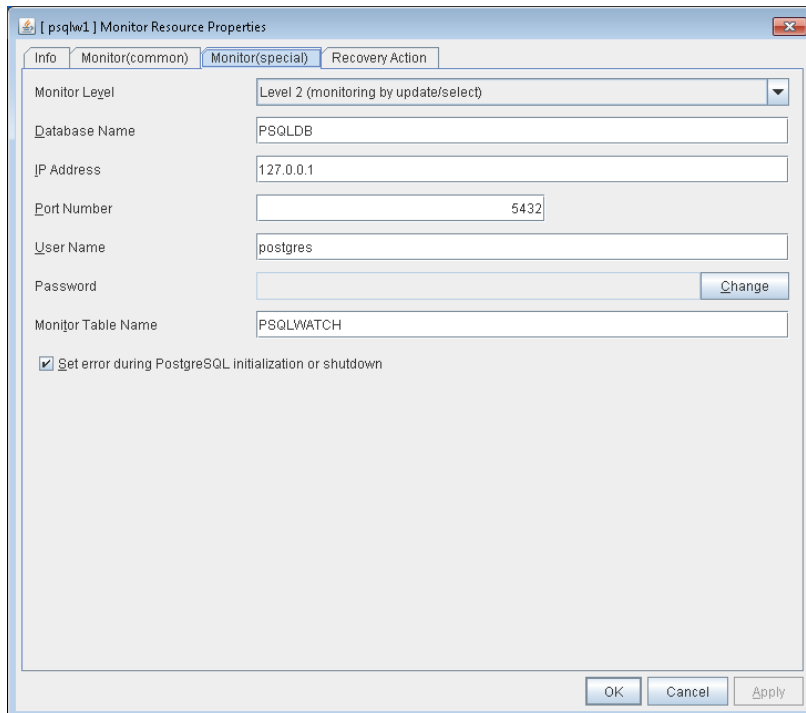 [ psqlw1 ] Monitor Resource Properties
Info Monitor(common) Monitor(special) Recovery Action
Monitor Level Level 2 (monitoring by update/select)
Database Name PSQLDB
IP Address 127.0.0.1
Port Number 5432
User Name postgres
Password Change
Monitor Table Name PSQLWATCH
Set error during PostgreSQL initialization or shutdown
OK Cancel Apply